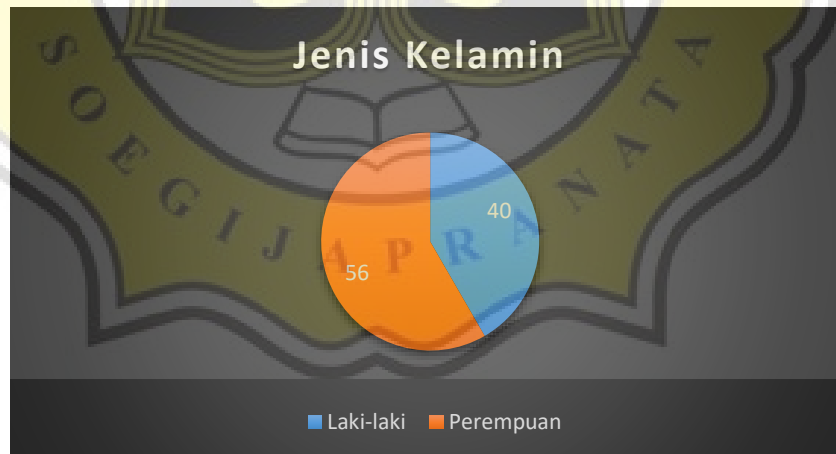 Jenis Kelamin
40
56
Laki-laki Perempuan
SOEGIJAPRANATA